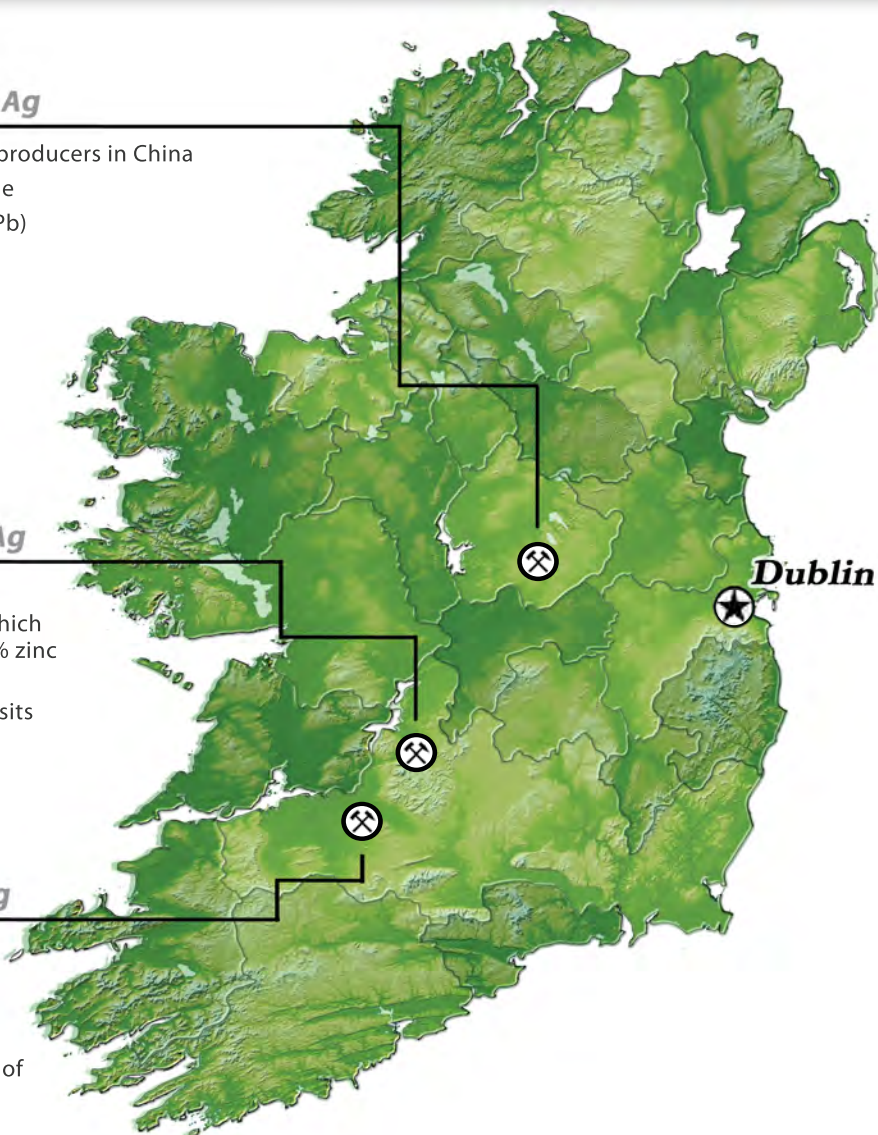 Ag
producers in China
e
Pb)
Ag
hich
% zinc
sits
Dublin
g
of